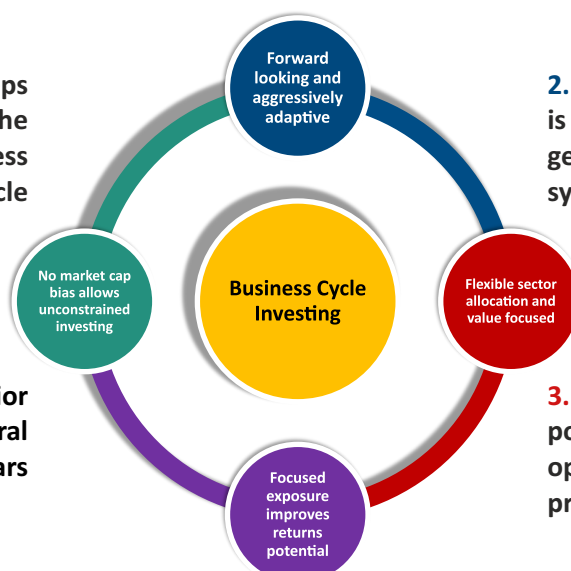 Forward
looking and
aggressively
adaptive
ps
he
ess
cle
2.
is
ge
sy
No market cap
bias allows
unconstrained
investing
Business Cycle
Investing
Flexible sector
allocation and
value focused
ior
ral
ars
3.
po
op
pr
Focused
exposure
improves
returns
potential